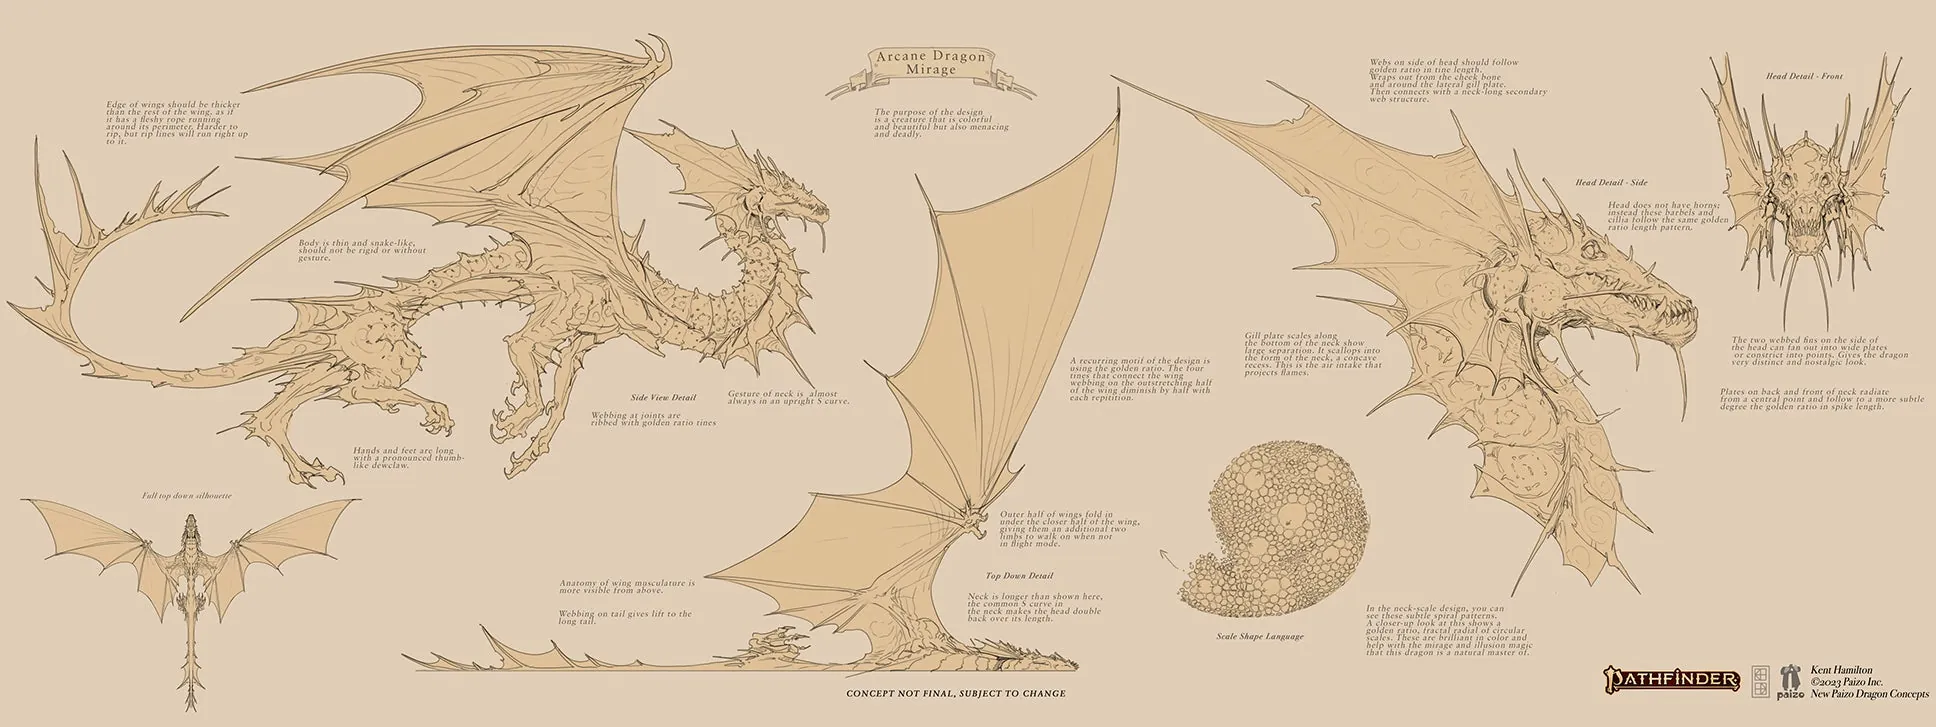 Arcane Dragon
Mirage
The purpose of the design
is a creature that is colorful
and beautiful but also menacing
and deadly.
Edge of wings should be thicker
than the rest of the wing, as if
it has a fleshy rope running
around its perimeter. Harder to
rip, but rip lines will run right up
to it.
Body is thin and snake-like,
should not be rigid or without
gesture.
Side View Detail
Webbing at joints are
ribbed with golden ratio tines
Gesture of neck is almost
always in an upright S curve.
Hands and feet are long
with a pronounced thumb-
like dewclaw.
Full top down silhouette
Anatomy of wing musculature is
more visible from above.
Webbing on tail gives lift to the
long tail.
A recurring motif of the design is
using the golden ratio. The four
tines that connect the wing
webbing on the outstretching half
of the wing diminish by half with
each repitition.
Outer half of wings fold in
under the closer half of the wing,
giving them an additional two
limbs to walk on when not
in flight mode.
Top Down Detail
Neck is longer than shown here,
the common S curve in
the neck makes the head double
back over its length.
Webs on side of head should follow
golden ratio in tine length.
Wraps out from the cheek bone
and around the lateral gill plate.
Then connects with a neck-long secondary
web structure.
Head Detail - Side
Head does not have horns;
instead these barbels and
cillia follow the same golden
ratio length pattern.
Head Detail - Front
The two webbed fins on the side of
the head can fan out into wide plates
or constrict into points. Gives the dragon
very distinct and nostalgic look.
Plates on back and front of neck radiate
from a central point and follow to a more subtle
degree the golden ratio in spike length.
Gill plate scales along
the bottom of the neck show
large separation. It scallops into
the form of the neck, a concave
recess. This is the air intake that
projects flames.
Scale Shape Language
In the neck-scale design, you can
see these subtle spiral patterns.
A closer-up look at this shows a
golden ratio, fractal radial of circular
scales. These are brilliant in color and
help with the mirage and illusion magic
that this dragon is a natural master of.
CONCEPT NOT FINAL, SUBJECT TO CHANGE
PATHFINDER
paizo
Kent Hamilton
©2023 Paizo Inc.
New Paizo Dragon Concepts